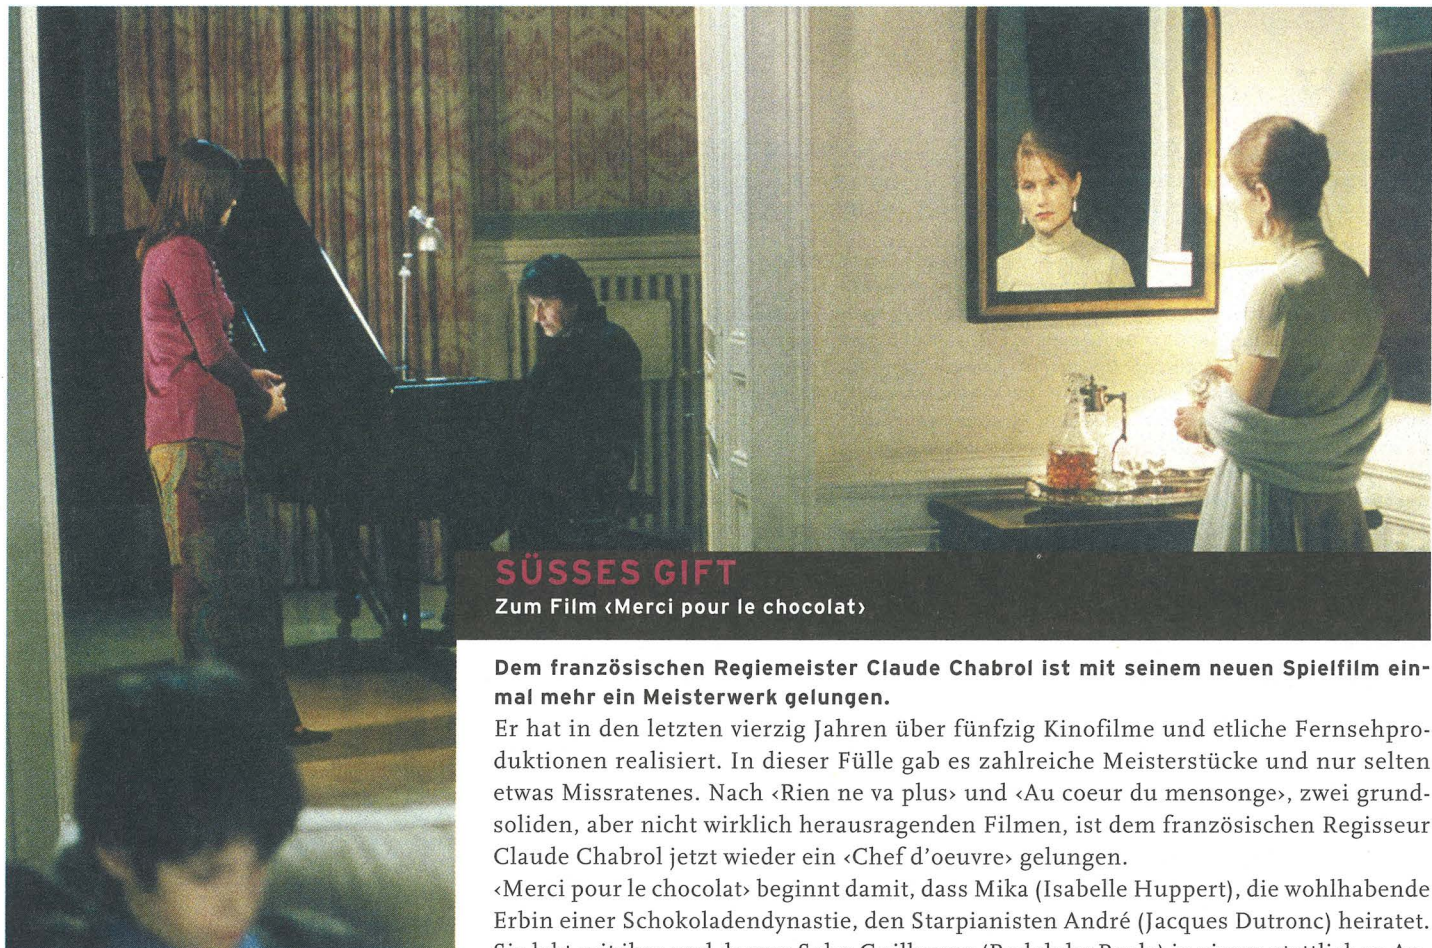 SÜSSES GIFT
Zum Film ‹Merci pour le chocolat›
Dem französischen Regiemeister Claude Chabrol ist mit seinem neuen Spielfilm ein-
mal mehr ein Meisterwerk gelungen.
Er hat in den letzten vierzig Jahren über fünfzig Kinofilme und etliche Fernsehpro-
duktionen realisiert. In dieser Fülle gab es zahlreiche Meisterstücke und nur selten
etwas Missratenes. Nach ‹Rien ne va plus› und ‹Au coeur du mensonge›, zwei grund-
soliden, aber nicht wirklich herausragenden Filmen, ist dem französischen Regisseur
Claude Chabrol jetzt wieder ein ‹Chef d'oeuvre› gelungen.
‹Merci pour le chocolat› beginnt damit, dass Mika (Isabelle Huppert), die wohlhabende
Erbin einer Schokoladendynastie, den Starpianisten André (Jacques Dutronc) heiratet.